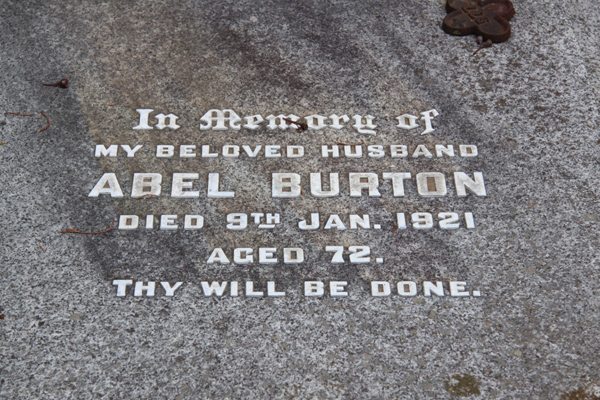 In Memory of
MY BELOVED HUSBAND
ABEL BURTON
DIED 9TH JAN. 1921
AGED 72.
THY WILL BE DONE.